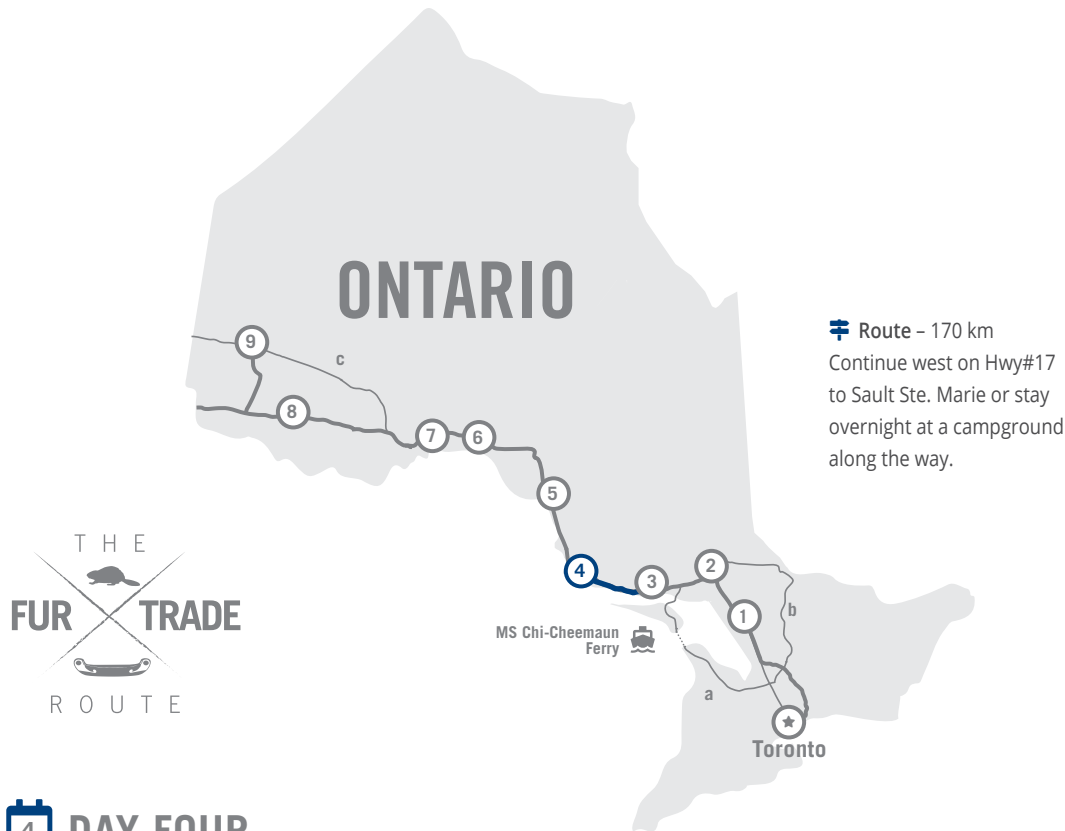 ONTARIO
9
c
8
7
6
5
4
3
2
1
b
a
MS Chi-Cheemaun
Ferry
Toronto
Route – 170 km
Continue west on Hwy#17
to Sault Ste. Marie or stay
overnight at a campground
along the way.
THE
FUR TRADE
ROUTE
4 DAY FOUR